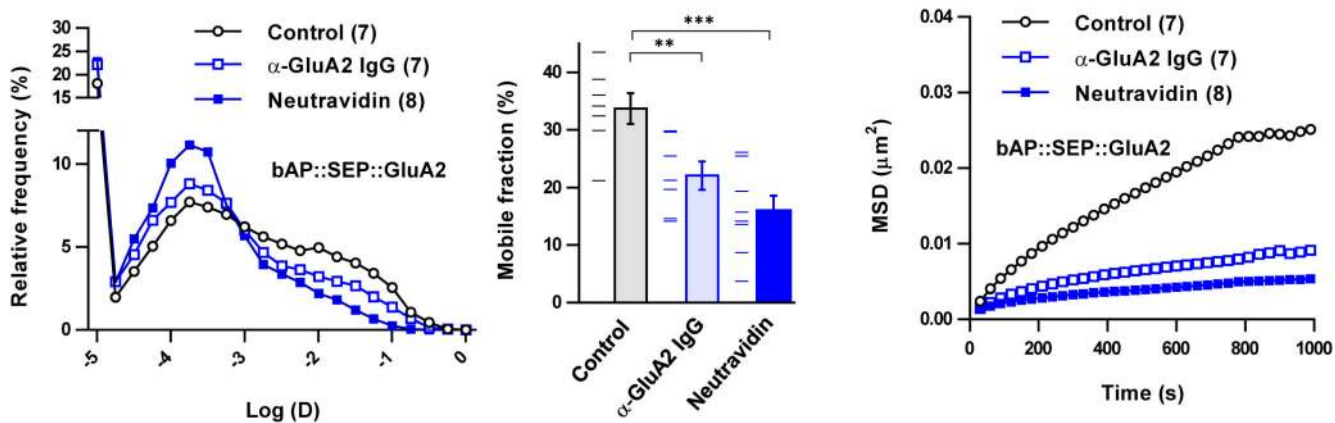 Relative frequency (%)
30
25
20
15
10
5
0
-5
-4
-3
-2
-1
0
Log (D)
Control (7)
α-GluA2 IgG (7)
Neutravidin (8)
bAP::SEP::GluA2
Mobile fraction (%)
40
30
20
10
0
***
**
Control
α-GluA2 IgG
Neutravidin
MSD (μm²)
0.04
0.03
0.02
0.01
0.00
0
200
400
600
800
1000
Time (s)
Control (7)
α-GluA2 IgG (7)
Neutravidin (8)
bAP::SEP::GluA2